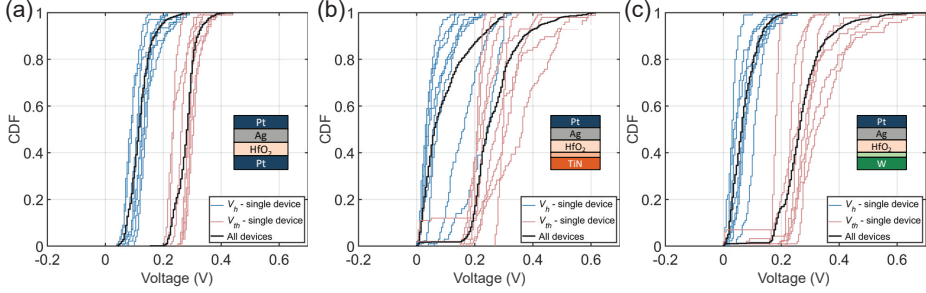 (a)
CDF
1
0.8
0.6
0.4
0.2
0
-0.2
0
0.2
0.4
0.6
Voltage (V)
Pt
Ag
HfO2
Pt
Vh - single device
Vth - single device
All devices
(b)
CDF
1
0.8
0.6
0.4
0.2
0
-0.2
0
0.2
0.4
0.6
Voltage (V)
Pt
Ag
HfO2
TiN
Vh - single device
Vth - single device
All devices
(c)
CDF
1
0.8
0.6
0.4
0.2
0
-0.2
0
0.2
0.4
0.6
Voltage (V)
Pt
Ag
HfO2
W
Vh - single device
Vth - single device
All devices